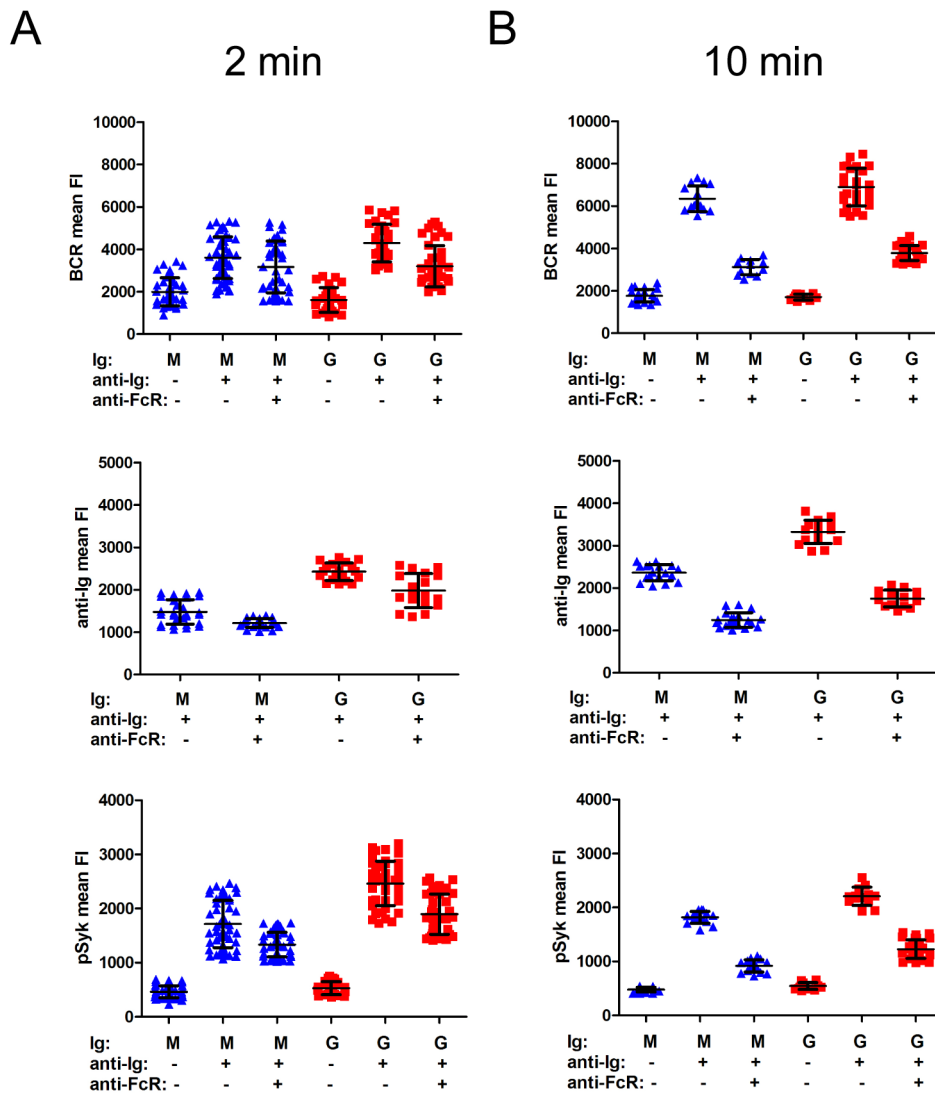 A
2 min
BCR mean FI
10000
8000
6000
4000
2000
0
Ig: M M M G G G
anti-Ig: - + + - + +
anti-FcR: - - + - - +
anti-Ig mean FI
5000
4000
3000
2000
1000
0
Ig: M M G G
anti-Ig: + + + +
anti-FcR: - + - +
pSyk mean FI
4000
3000
2000
1000
0
Ig: M M M G G G
anti-Ig: - + + - + +
anti-FcR: - - + - - +
B
10 min
BCR mean FI
10000
8000
6000
4000
2000
0
Ig: M M M G G G
anti-Ig: - + + - + +
anti-FcR: - - + - - +
anti-Ig mean FI
5000
4000
3000
2000
1000
0
Ig: M M G G
anti-Ig: + + + +
anti-FcR: - + - +
pSyk mean FI
4000
3000
2000
1000
0
Ig: M M M G G G
anti-Ig: - + + - + +
anti-FcR: - - + - - +